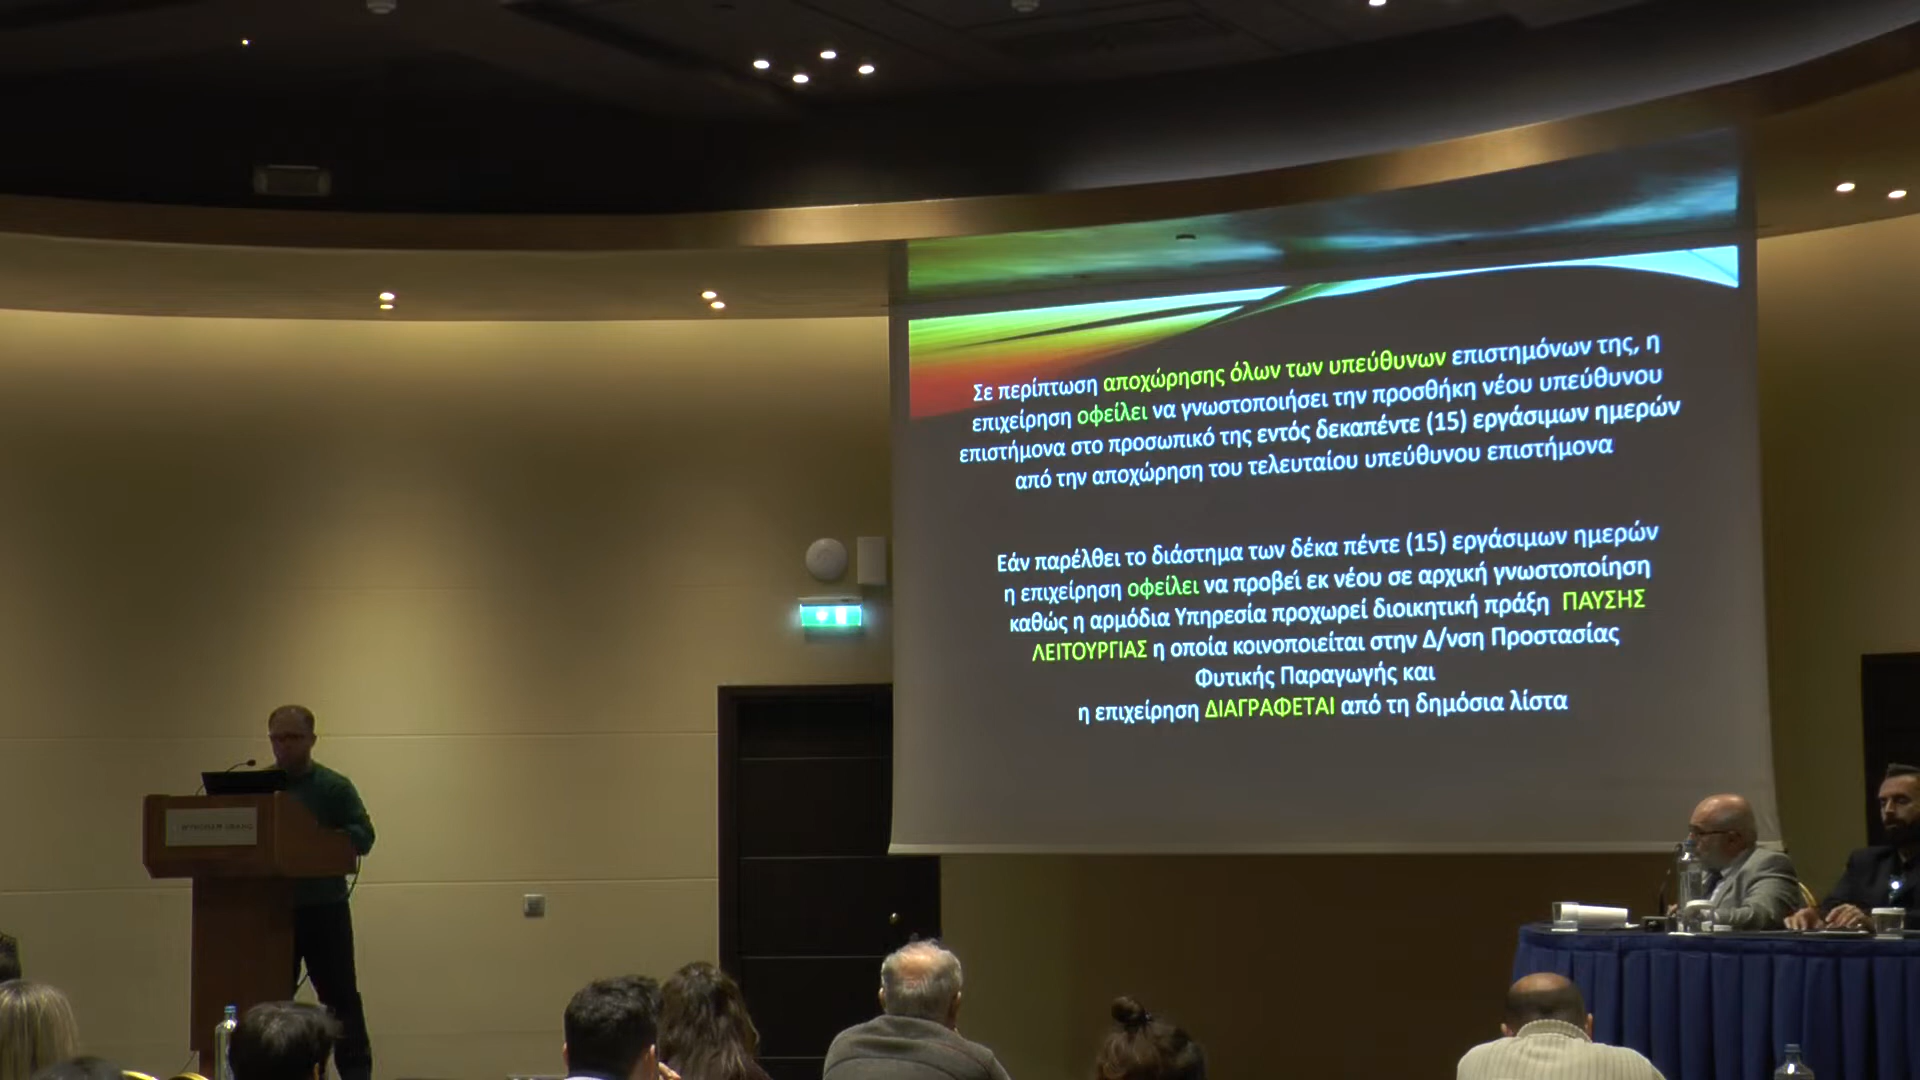 Σε περίπτωση αποχώρησης όλων των υπεύθυνων επιστημόνων της, η
επιχείρηση οφείλει να γνωστοποιήσει την προσθήκη νέου υπεύθυνου
επιστήμονα στο προσωπικό της εντός δεκαπέντε (15) εργάσιμων ημερών
από την αποχώρηση του τελευταίου υπεύθυνου επιστήμονα
Εάν παρέλθει το διάστημα των δέκα πέντε (15) εργάσιμων ημερών
η επιχείρηση οφείλει να προβεί εκ νέου σε αρχική γνωστοποίηση
καθώς η αρμόδια Υπηρεσία προχωρεί διοικητική πράξη ΠΑΥΣΗΣ
ΛΕΙΤΟΥΡΓΙΑΣ η οποία κοινοποιείται στην Δ/νση Προστασίας
Φυτικής Παραγωγής και
η επιχείρηση ΔΙΑΓΡΑΦΕΤΑΙ από τη δημόσια λίστα
WYNDHAM GRAND